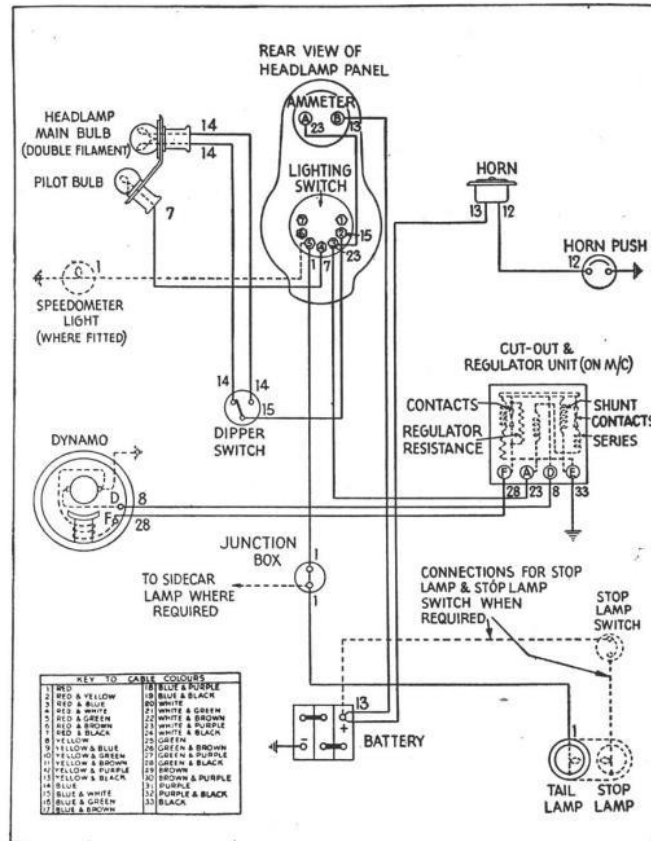 REAR VIEW OF
HEADLAMP PANEL
AMMETER
A
B
23
13
HEADLAMP
MAIN BULB
(DOUBLE FILAMENT)
14
14
PILOT BULB
7
LIGHTING
SWITCH
7
1
6
2
15
5
4
3
1
7
23
HORN
13
12
HORN PUSH
12
1
SPEEDOMETER
LIGHT
(WHERE FITTED)
14
14
15
DIPPER
SWITCH
CUT-OUT &
REGULATOR UNIT (ON M/C)
CONTACTS
REGULATOR
RESISTANCE
SHUNT
CONTACTS
SERIES
F
A
D
E
28
23
8
33
DYNAMO
D
8
F
28
JUNCTION
BOX
1
1
TO SIDECAR
LAMP WHERE
REQUIRED
CONNECTIONS FOR STOP
LAMP & STOP LAMP
SWITCH WHEN
REQUIRED
STOP
LAMP
SWITCH
13
- +
BATTERY
1
TAIL
LAMP
STOP
LAMP
KEY TO CABLE COLOURS
1 RED
2 RED & YELLOW
3 RED & BLUE
4 RED & WHITE
5 RED & GREEN
6 RED & BROWN
7 RED & BLACK
8 YELLOW
9 YELLOW & BLUE
10 YELLOW & GREEN
11 YELLOW & BROWN
12 YELLOW & PURPLE
13 YELLOW & BLACK
14 BLUE
15 BLUE & WHITE
16 BLUE & GREEN
17 BLUE & BROWN
18 BLUE & PURPLE
19 BLUE & BLACK
20 WHITE
21 WHITE & GREEN
22 WHITE & BROWN
23 WHITE & PURPLE
24 WHITE & BLACK
25 GREEN
26 GREEN & BROWN
27 GREEN & PURPLE
28 GREEN & BLACK
29 BROWN
30 BROWN & PURPLE
31 PURPLE
32 PURPLE & BLACK
33 BLACK